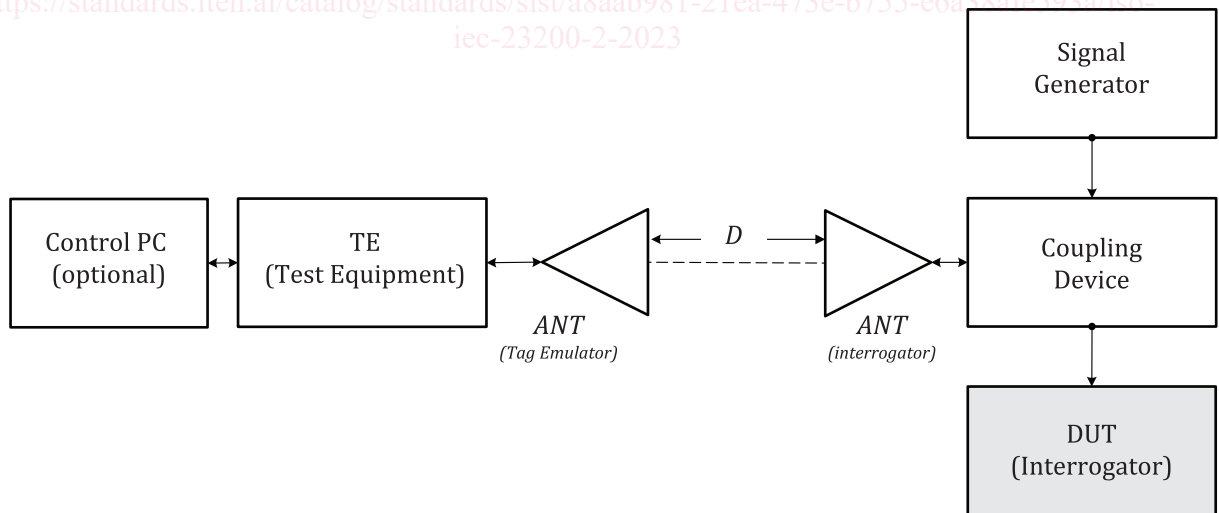 iec-23200-2-2023
Signal
Generator
Control PC
(optional)
TE
(Test Equipment)
D
Coupling
Device
ANT
(Tag Emulator)
ANT
(interrogator)
DUT
(Interrogator)